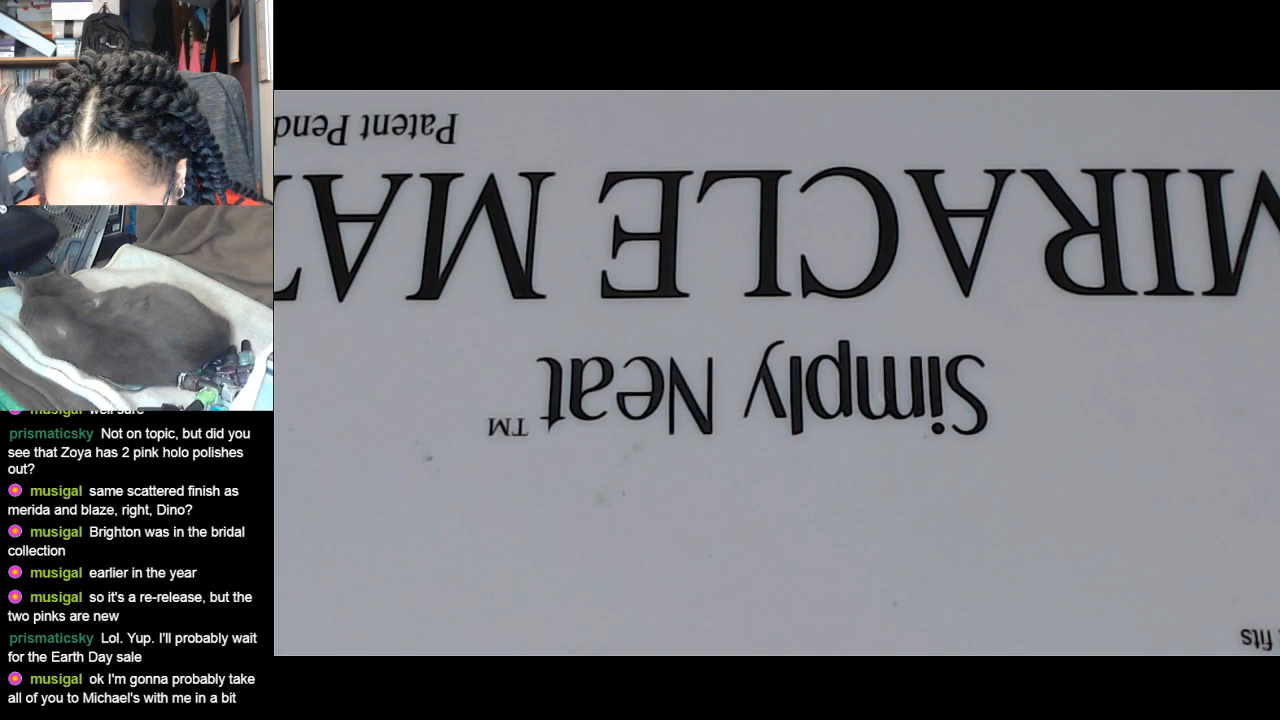 well sure
prismaticsky Not on topic, but did you
see that Zoya has 2 pink holo polishes
out?
musigal same scattered finish as
merida and blaze, right, Dino?
musigal Brighton was in the bridal
collection
musigal earlier in the year
musigal so it's a re-release, but the
two pinks are new
prismaticsky Lol. Yup. I'll probably wait
for the Earth Day sale
musigal ok I'm gonna probably take
all of you to Michael's with me in a bit
fits
Simply Neat™
MIRACLE MA
Patent Pend